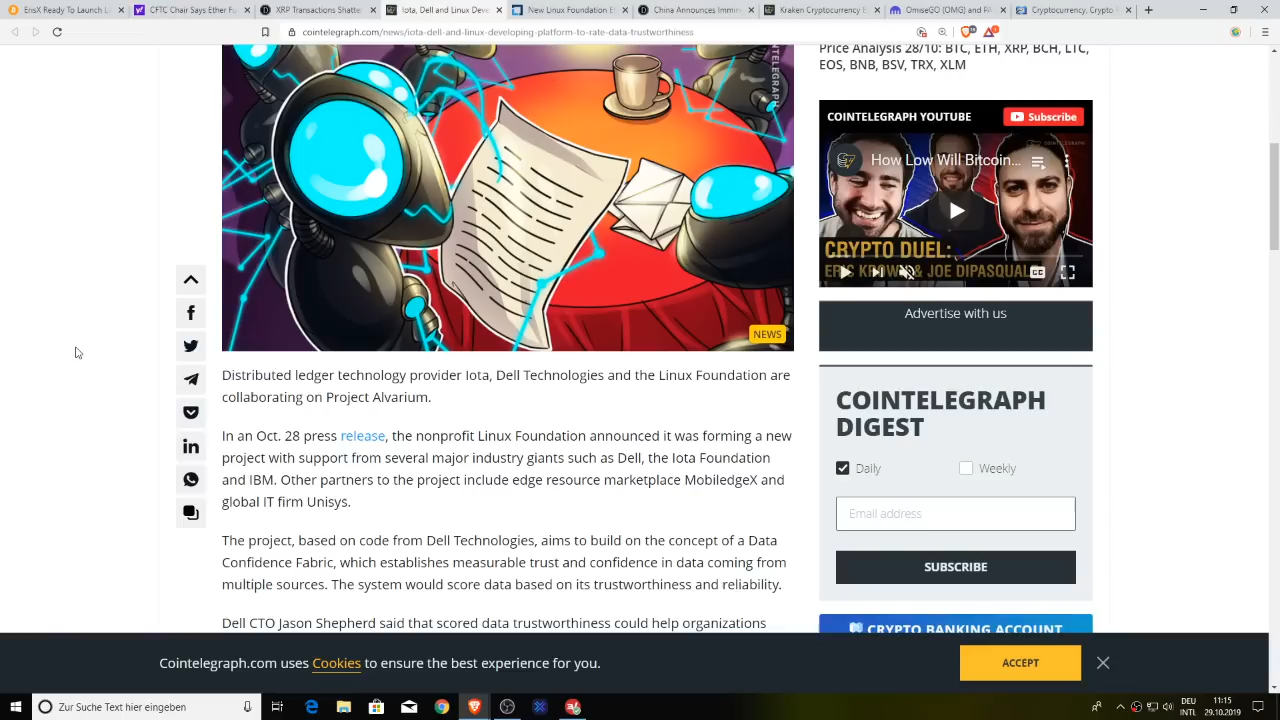 EnsX Ready To Launch L
CFTC Chair Says Ether Fu
XRP Transactions Shatte
Iota, Dell and Linux deve
New Linux Foundation E
China Announces Mand
Kraken Cryptocurrency E
OmiseGO (OMG) and Cr
Kryptowährung Crypto
cointelegraph.com/news/iota-dell-and-linux-developing-platform-to-rate-data-trustworthiness
Price Analysis 28/10: BTC, ETH, XRP, BCH, LTC,
EOS, BNB, BSV, TRX, XLM
COINTELEGRAPH YOUTUBE
Subscribe
How Low Will Bitcoin...
CRYPTO DUEL:
NEWS
Advertise with us
Distributed ledger technology provider Iota, Dell Technologies and the Linux Foundation are
collaborating on Project Alvarium.
In an Oct. 28 press release, the nonprofit Linux Foundation announced it was forming a new
project with support from several major industry giants such as Dell, the Iota Foundation
and IBM. Other partners to the project include edge resource marketplace MobiledgeX and
global IT firm Unisys.
The project, based on code from Dell Technologies, aims to build on the concept of a Data
Confidence Fabric, which establishes measurable trust and confidence in data coming from
multiple sources. The system would score data based on its trustworthiness and reliability.
Dell CTO Jason Shepherd said that scored data trustworthiness could help organizations
COINTELEGRAPH
DIGEST
Daily
Weekly
Email address
SUBSCRIBE
CRYPTO BANKING ACCOUNT
Cointelegraph.com uses Cookies to ensure the best experience for you.
ACCEPT
Zur Suche Text hier eingeben
DEU
INTL
11:15
29.10.2019